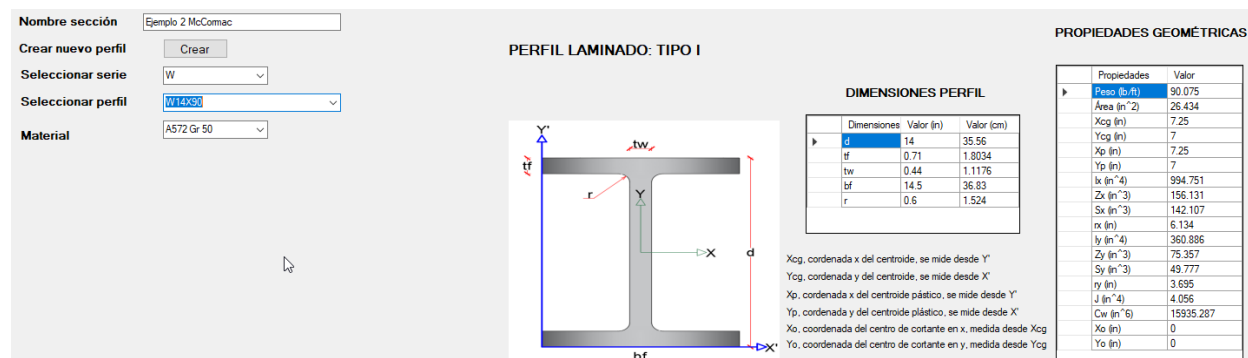 Nombre sección Ejemplo 2 McComac
Crear nuevo perfil Crear
Seleccionar serie W
Seleccionar perfil W14X90
Material A572 Gr 50
PERFIL LAMINADO: TIPO I
Y'
tw
tf
r
Y
X
d
X'
bf
DIMENSIONES PERFIL
Dimensiones Valor (in) Valor (cm)
d 14 35.56
tf 0.71 1.8034
tw 0.44 1.1176
bf 14.5 36.83
r 0.6 1.524
Xcg, cordenada x del centroide, se mide desde Y'
Ycg, cordenada y del centroide, se mide desde X'
Xp, cordenada x del centroide pástico, se mide desde Y'
Yp, cordenada y del centroide plástico, se mide desde X'
Xo, coordenada del centro de cortante en x, medida desde Xcg
Yo, coordenada del centro de cortante en y, medida desde Ycg
PROPIEDADES GEOMÉTRICAS
Propiedades Valor
Peso (lb/ft) 90.075
Área (in^2) 26.434
Xcg (in) 7.25
Ycg (in) 7
Xp (in) 7.25
Yp (in) 7
Ix (in^4) 994.751
Zx (in^3) 156.131
Sx (in^3) 142.107
rx (in) 6.134
Iy (in^4) 360.886
Zy (in^3) 75.357
Sy (in^3) 49.777
ry (in) 3.695
J (in^4) 4.056
Cw (in^6) 15935.287
Xo (in) 0
Yo (in) 0